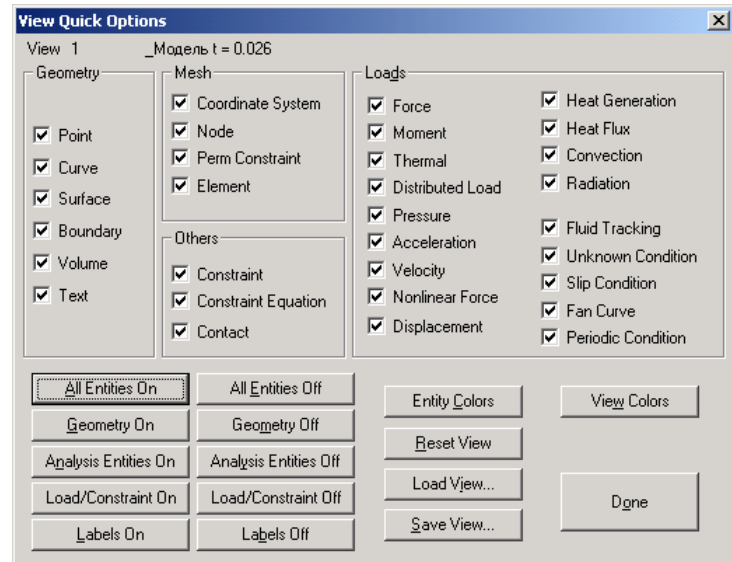 View Quick Options
View 1 _Модель t = 0.026
Geometry
Point
Curve
Surface
Boundary
Volume
Text
Mesh
Coordinate System
Node
Perm Constraint
Element
Others
Constraint
Constraint Equation
Contact
Loads
Force
Moment
Thermal
Distributed Load
Pressure
Acceleration
Velocity
Nonlinear Force
Displacement
Heat Generation
Heat Flux
Convection
Radiation
Fluid Tracking
Unknown Condition
Slip Condition
Fan Curve
Periodic Condition
All Entities On
All Entities Off
Geometry On
Geometry Off
Analysis Entities On
Analysis Entities Off
Load/Constraint On
Load/Constraint Off
Labels On
Labels Off
Entity Colors
Reset View
Load View...
Save View...
View Colors
Done